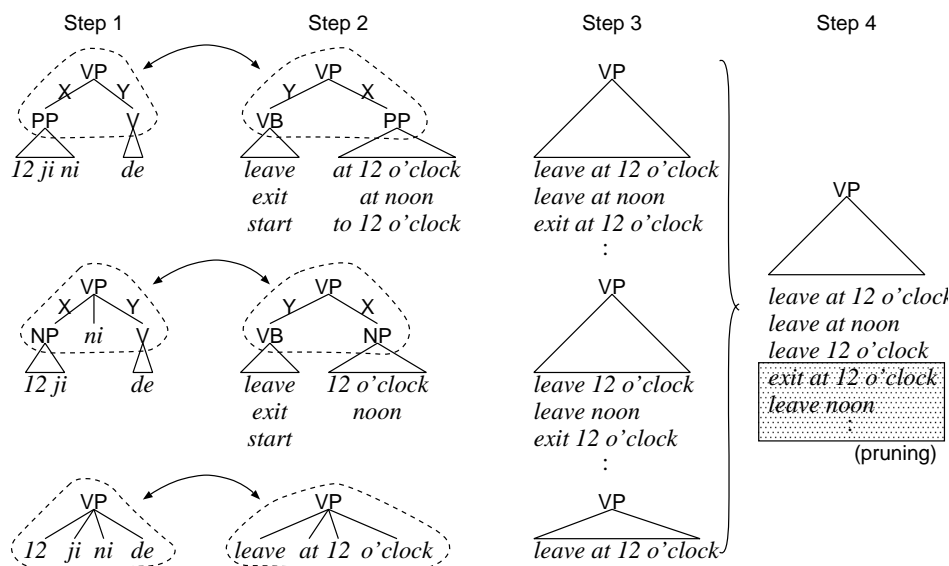 Step 1 Step 2 Step 3 Step 4
VP VP VP
X Y Y X
PP V VB PP
12 ji ni de leave at 12 o'clock leave at 12 o'clock
exit at noon leave at noon
start to 12 o'clock exit at 12 o'clock
:
VP
VP VP VP
X Y Y X
NP ni V VB NP
12 ji de leave 12 o'clock leave 12 o'clock
exit noon leave noon
start exit 12 o'clock
:
leave at 12 o'clock
leave at noon
leave 12 o'clock
exit at 12 o'clock
leave noon
:
(pruning)
VP VP VP
12 ji ni de leave at 12 o'clock leave at 12 o'clock